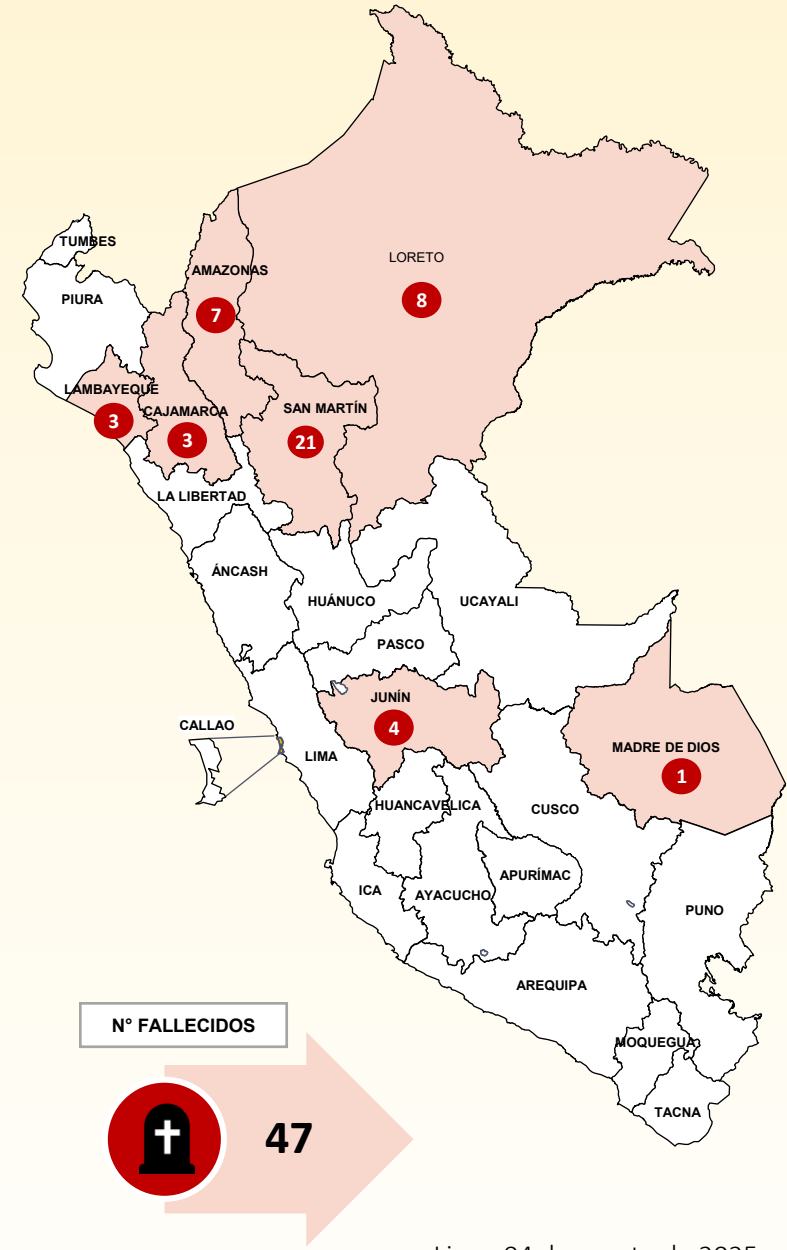 TUMBES
PIURA
AMAZONAS
7
LORETO
8
LAMBAYEQUE
3
CAJAMARCA
3
SAN MARTÍN
21
LA LIBERTAD
ÁNCASH
HUÁNUCO
UCAYALI
PASCO
JUNÍN
4
CALLAO
LIMA
MADRE DE DIOS
1
HUANCAVELICA
CUSCO
ICA
AYACUCHO
APURÍMAC
PUNO
AREQUIPA
MOQUEGUA
TACNA
N° FALLECIDOS
47